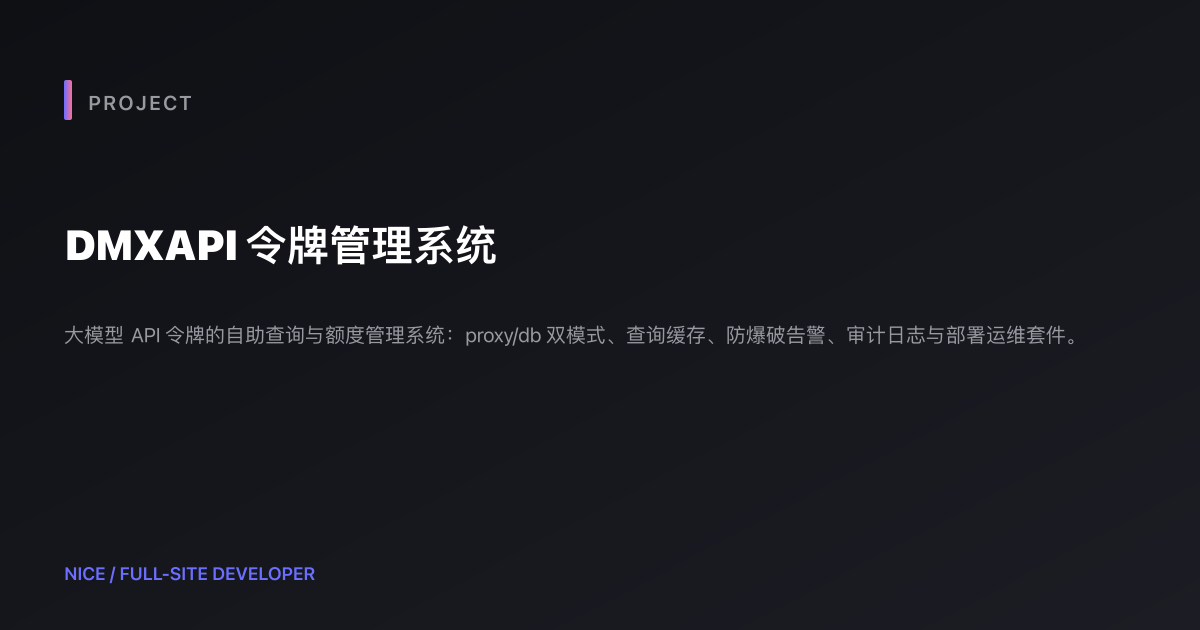 PROJECT
DMXAPI 令牌管理系统
大模型 API 令牌的自助查询与额度管理系统：proxy/db 双模式、查询缓存、防爆破告警、审计日志与部署运维套件。
NICE / FULL-SITE DEVELOPER